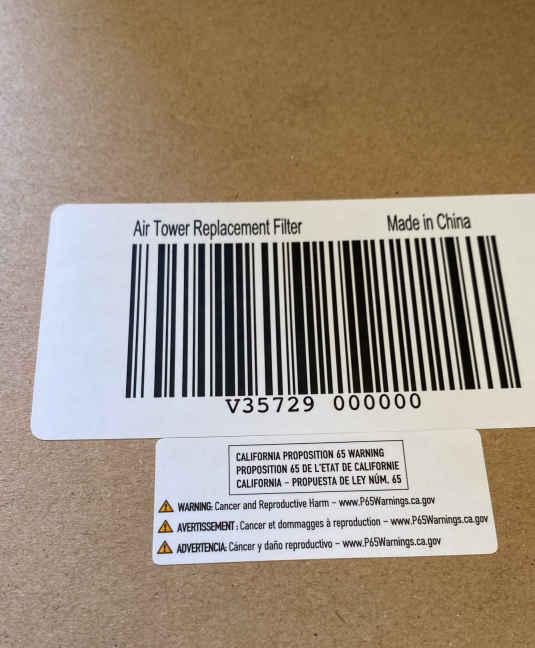 Air Tower Replacement Filter Made in China
V35729 000000
CALIFORNIA PROPOSITION 65 WARNING
PROPOSITION 65 DE L'ETAT DE CALIFORNIE
CALIFORNIA – PROPUESTA DE LEY NÚM. 65
WARNING: Cancer and Reproductive Harm – www.P65Warnings.ca.gov
AVERTISSEMENT: Cancer et dommagges à reproduction – www.P65Warnings.ca.gov
ADVERTENCIA: Cáncer y daño reproductivo – www.P65Warnings.ca.gov